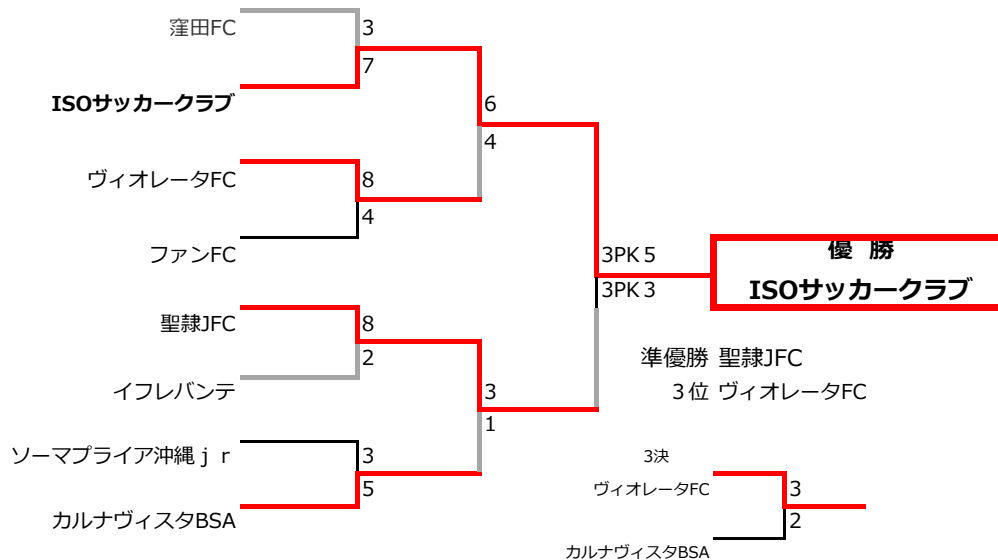 窪田FC
3
7
ISOサッカークラブ
6
4
ヴィオレータFC
8
4
ファンFC
3PK 5
3PK 3
優 勝
ISOサッカークラブ
聖隷JFC
8
2
イフレバンテ
3
1
準優勝 聖隷JFC
3位 ヴィオレータFC
ソーマプライア沖縄ｊｒ
3
5
カルナヴィスタBSA
3決
ヴィオレータFC
3
2
カルナヴィスタBSA